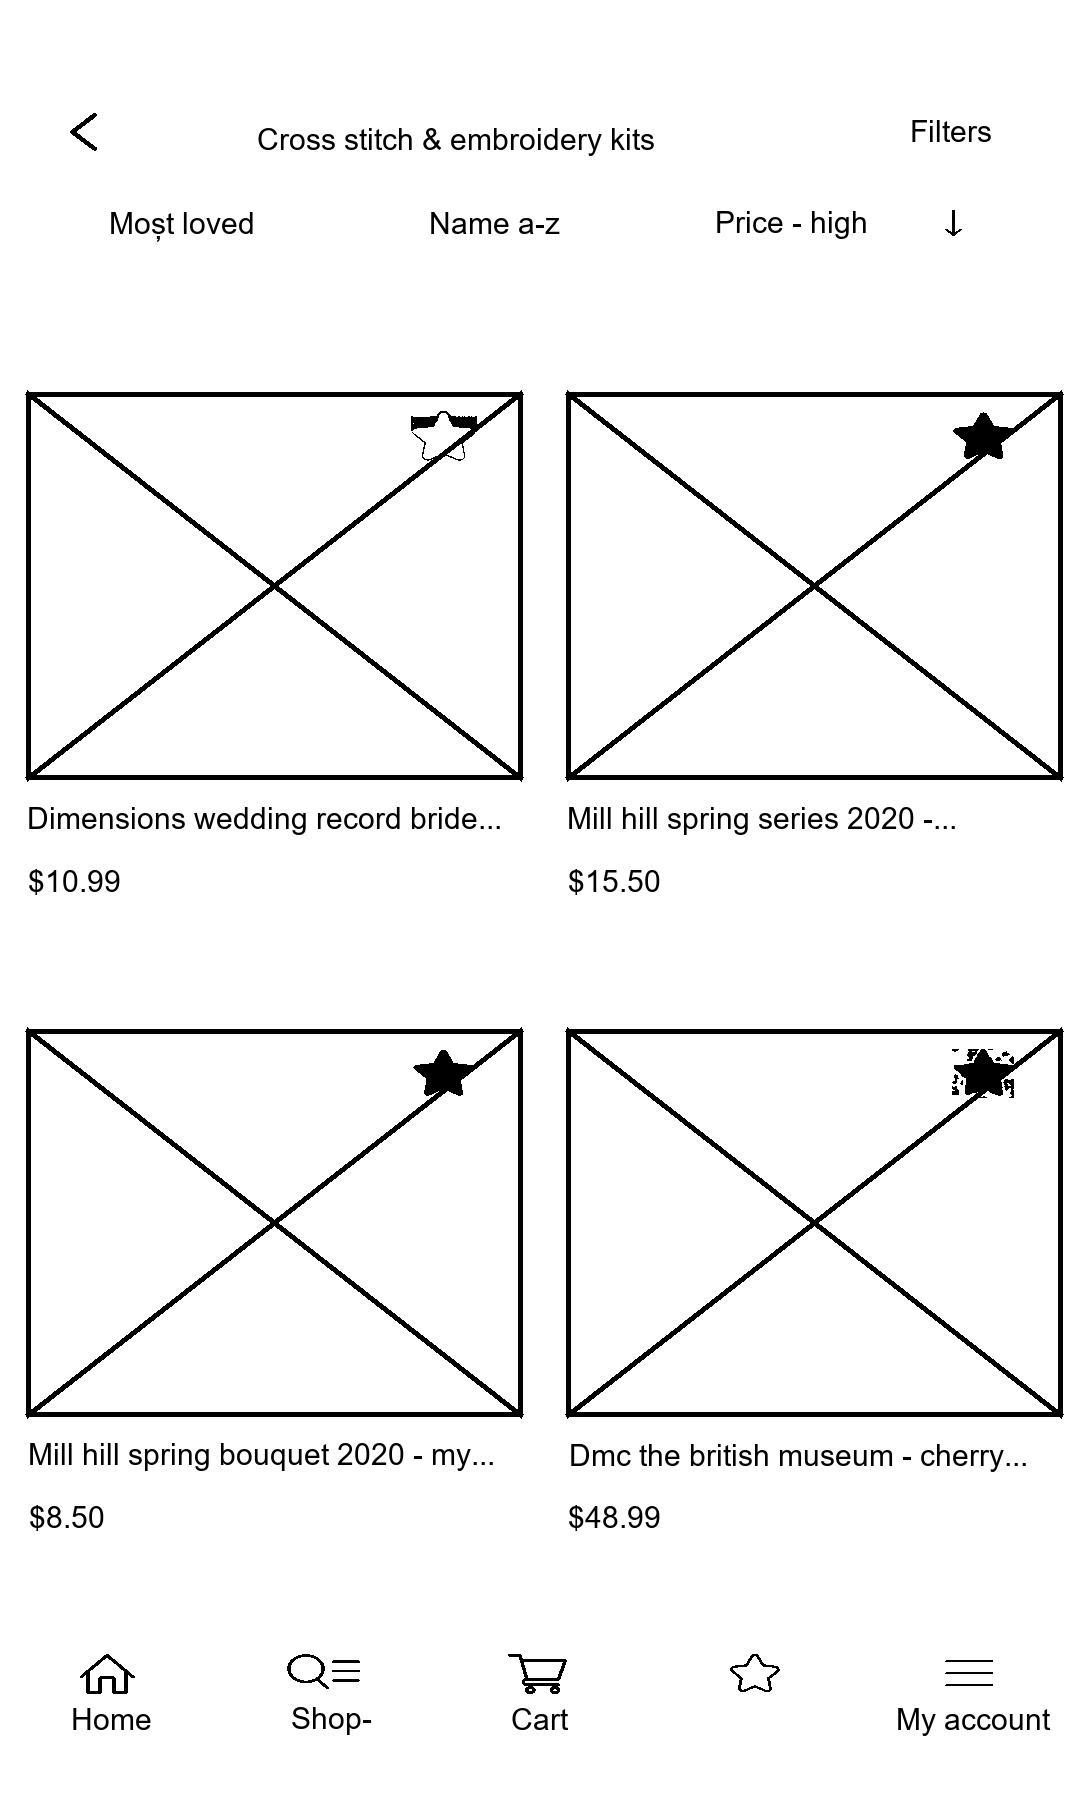 Cross stitch & embroidery kits
Filters
Most loved
Name a-z
Price - high
Dimensions wedding record bride...
Mill hill spring series 2020 -...
$10.99
$15.50
Mill hill spring bouquet 2020 - my...
Dmc the british museum - cherry...
$8.50
$48.99
Home
Shop-
Cart
My account